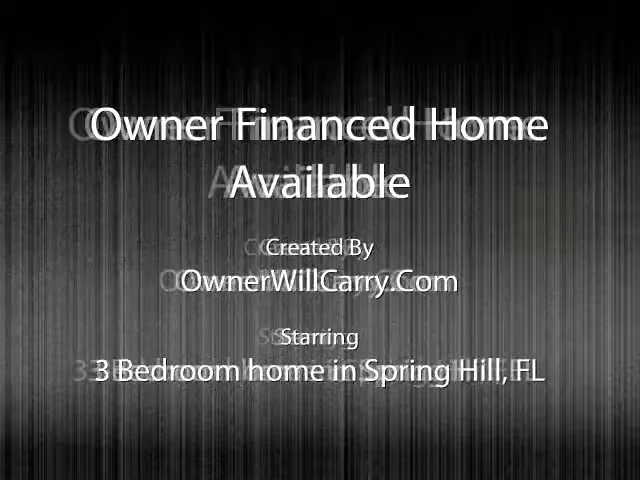 Owner Financed Home
Available
Created By
OwnerWillCarry.Com
Starring
3 Bedroom home in Spring Hill, FL